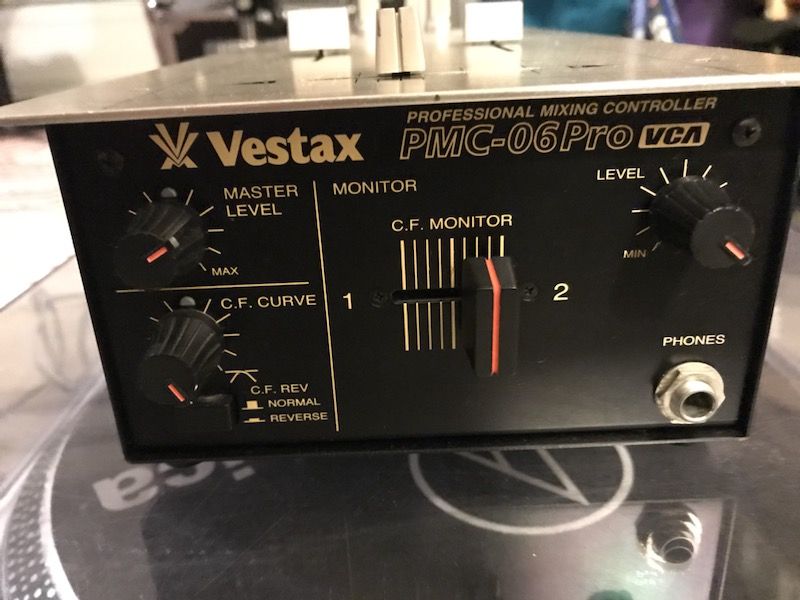 PROFESSIONAL MIXING CONTROLLER
Vestax
PMC-06Pro VCA
MASTER
LEVEL
MAX
MONITOR
LEVEL
MIN
C.F. MONITOR
C.F. CURVE
1
2
C.F. REV
NORMAL
REVERSE
PHONES
ica